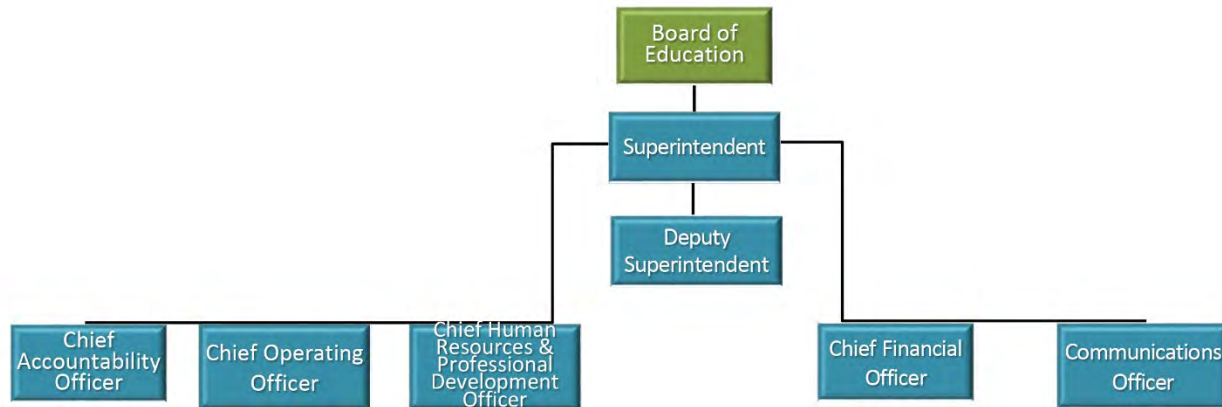 Board of
Education
Superintendent
Deputy
Superintendent
Chief
Accountability
Officer
Chief Operating
Officer
Chief Human
Resources &
Professional
Development
Officer
Chief Financial
Officer
Communications
Officer